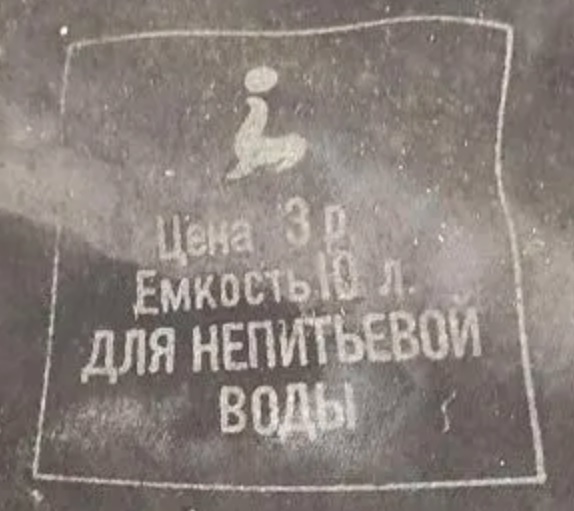 Цена 3 р
Емкость 10 л.
ДЛЯ НЕПИТЬЕВОЙ
ВОДЫ